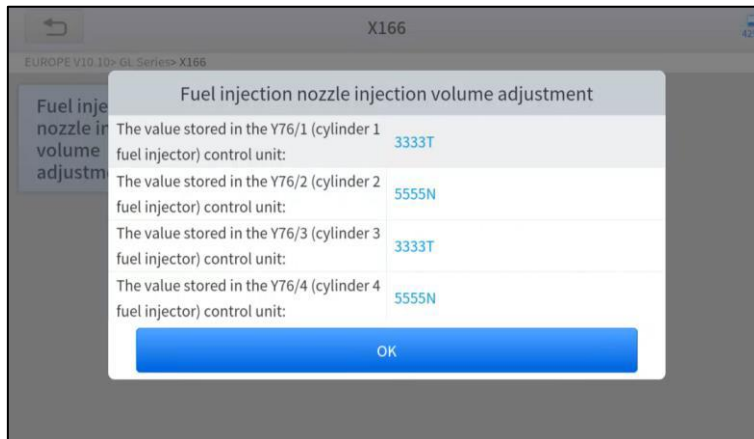 X166
EUROPE V10.10> GL Series> X166
Fuel injection nozzle injection volume adjustment
Fuel inje
nozzle in
volume
adjustm
The value stored in the Y76/1 (cylinder 1
fuel injector) control unit:
3333T
The value stored in the Y76/2 (cylinder 2
fuel injector) control unit:
5555N
The value stored in the Y76/3 (cylinder 3
fuel injector) control unit:
3333T
The value stored in the Y76/4 (cylinder 4
fuel injector) control unit:
5555N
OK